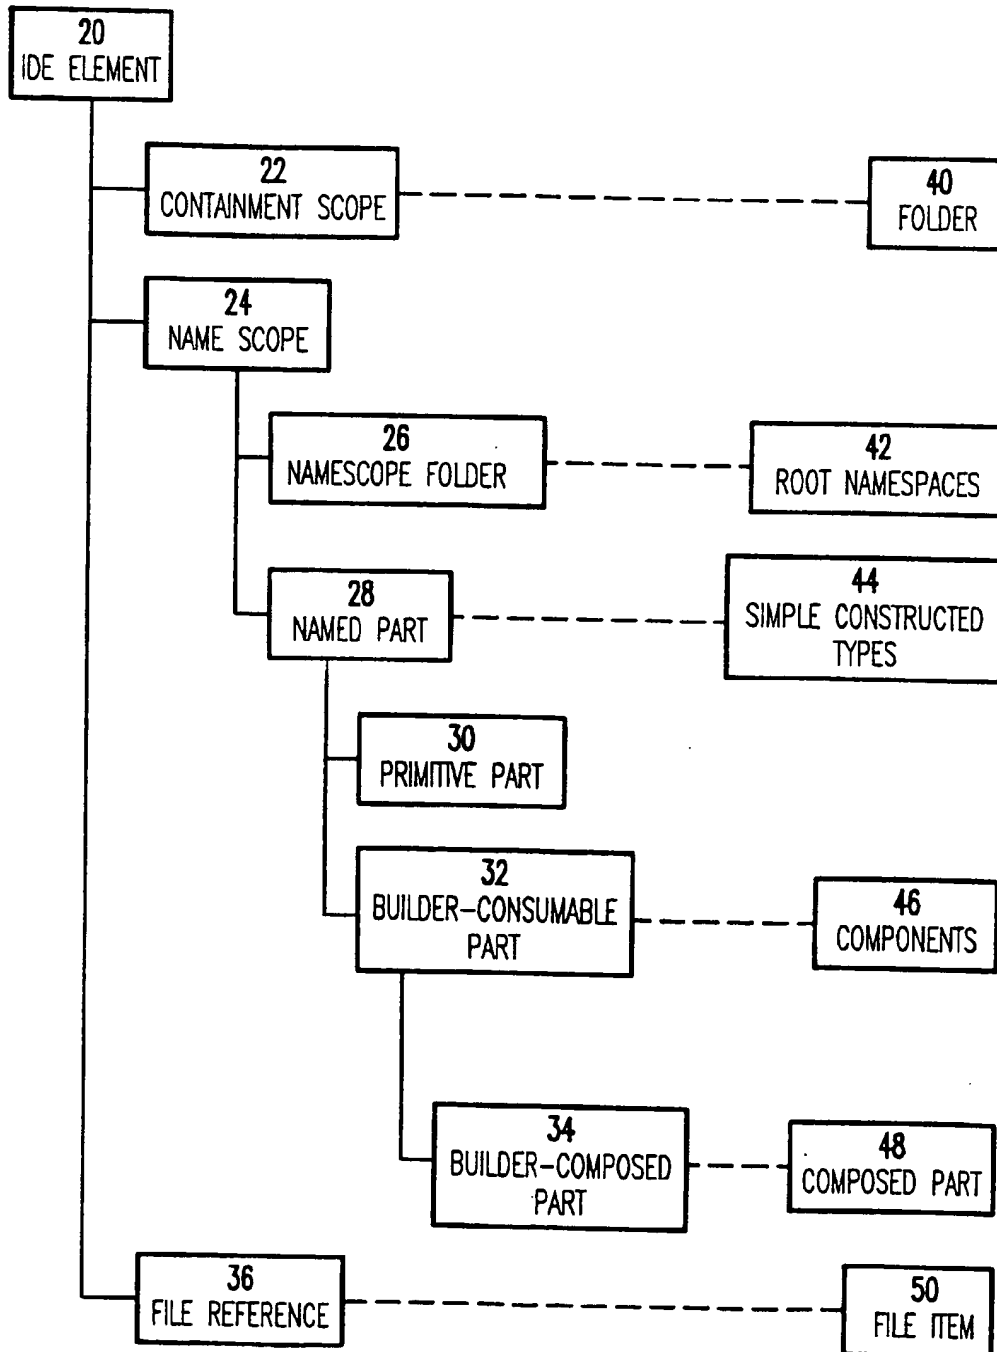 20
IDE ELEMENT
22
CONTAINMENT SCOPE
40
FOLDER
24
NAME SCOPE
26
NAMESCOPE FOLDER
42
ROOT NAMESPACES
28
NAMED PART
44
SIMPLE CONSTRUCTED
TYPES
30
PRIMITIVE PART
32
BUILDER-CONSUMABLE
PART
46
COMPONENTS
34
BUILDER-COMPOSED
PART
48
COMPOSED PART
36
FILE REFERENCE
50
FILE ITEM